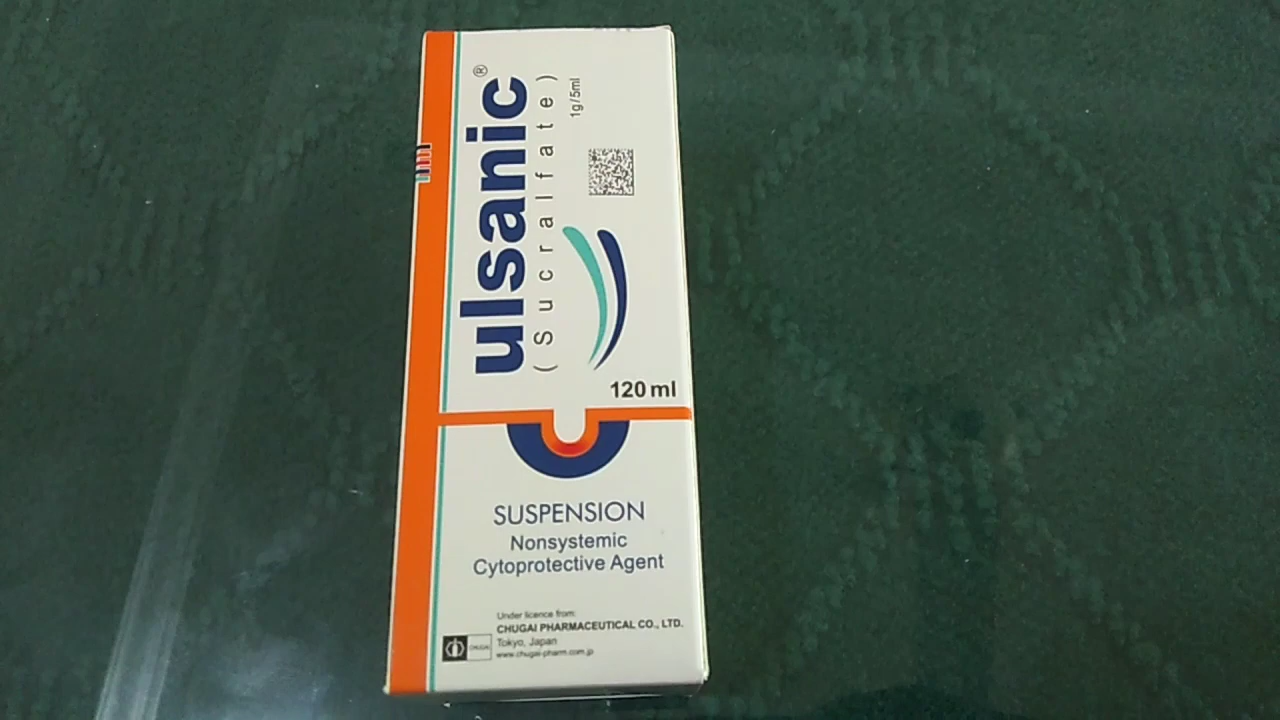 ulsanic®
(Sucralfate)
1g/5ml
120 ml
SUSPENSION
Nonsystemic
Cytoprotective Agent
Under licence from:
CHUGAI PHARMACEUTICAL CO., LTD.
CHUGAI
Tokyo, Japan
www.chugai-pharm.com.jp